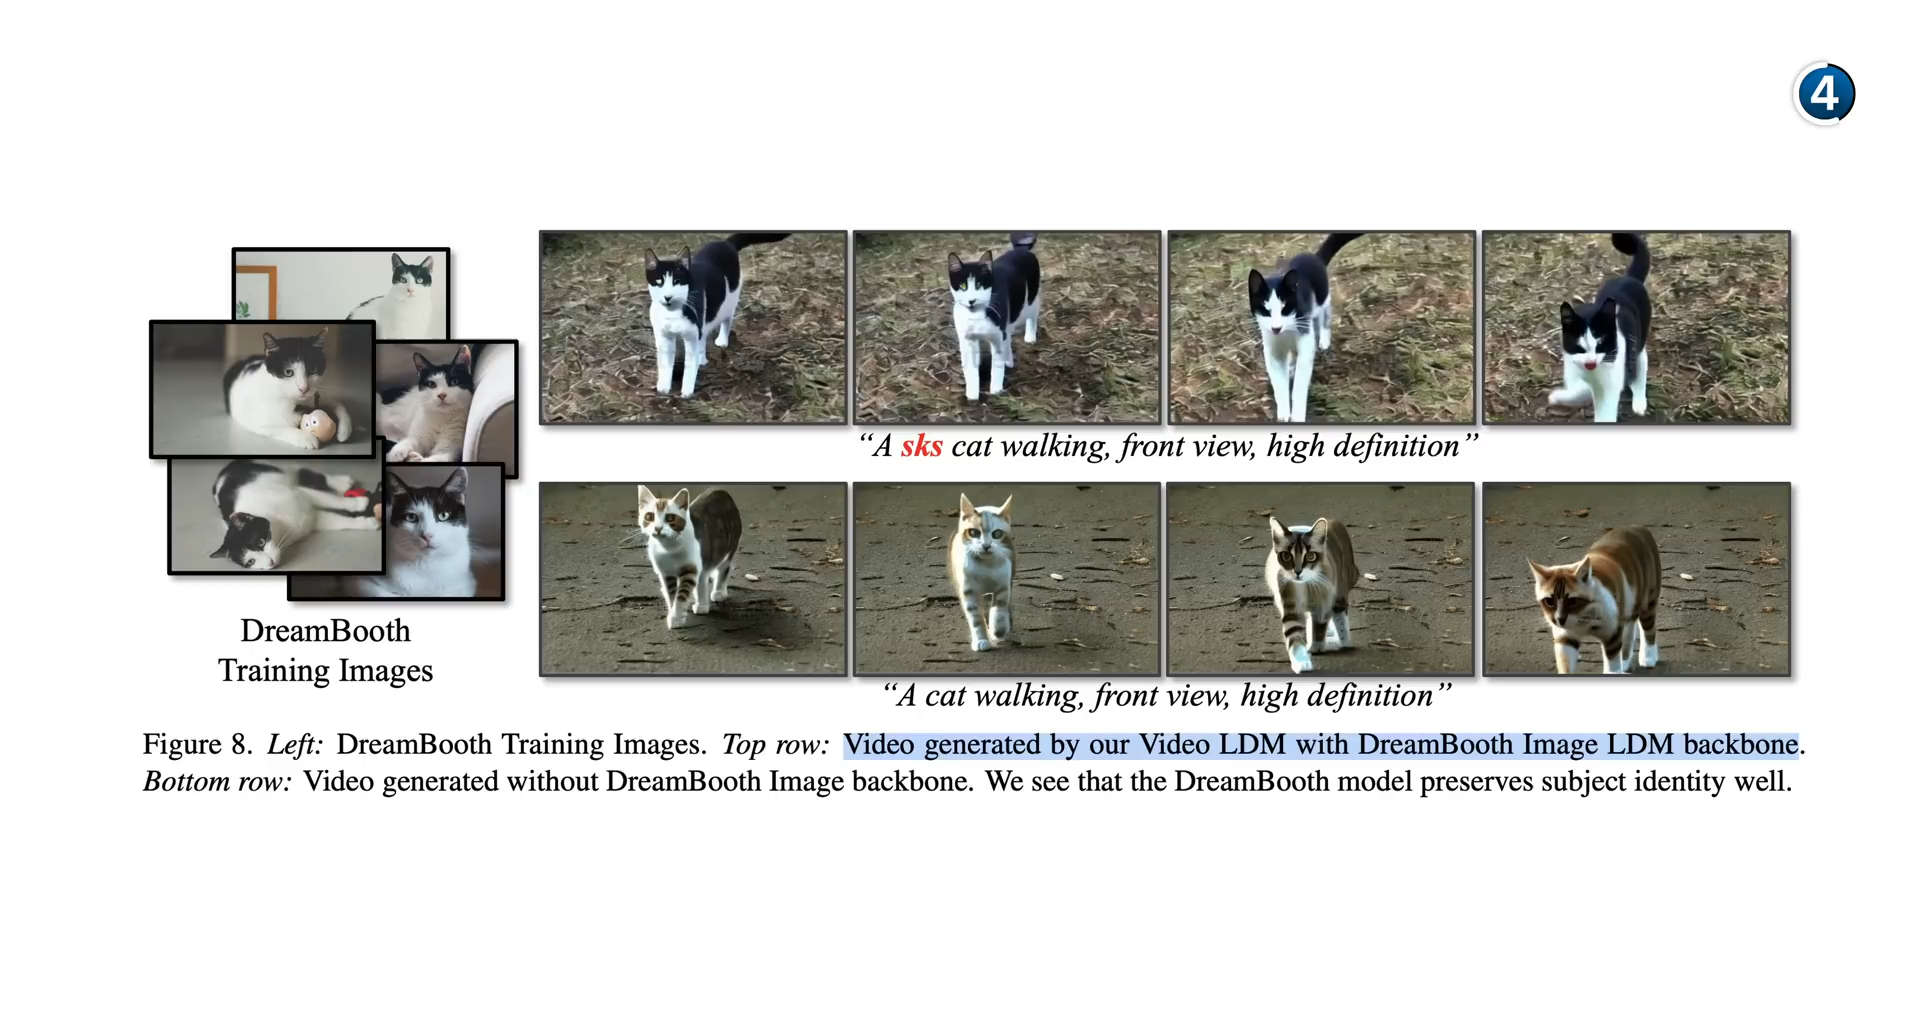 4
“A sks cat walking, front view, high definition”
“A cat walking, front view, high definition”
DreamBooth
Training Images
Figure 8. Left: DreamBooth Training Images. Top row: Video generated by our Video LDM with DreamBooth Image LDM backbone.
Bottom row: Video generated without DreamBooth Image backbone. We see that the DreamBooth model preserves subject identity well.